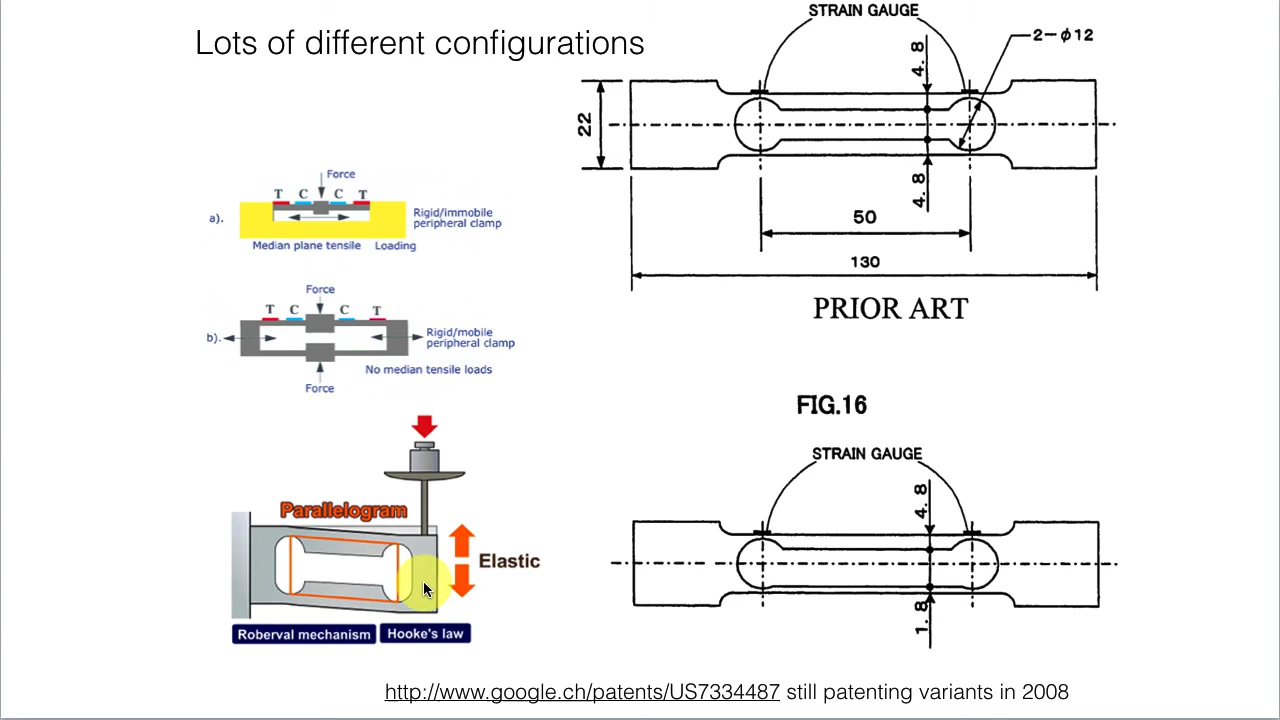 Lots of different configurations
STRAIN GAUGE
4.8
2-ϕ12
22
4.8
50
130
PRIOR ART
Force
T C C T
a).
Rigid/immobile
peripheral clamp
Median plane tensile Loading
Force
T C C T
b).
Rigid/mobile
peripheral clamp
No median tensile loads
Force
FIG.16
STRAIN GAUGE
4.8
1.8
Parallelogram
Elastic
Roberval mechanism
Hooke's law
http://www.google.ch/patents/US7334487 still patenting variants in 2008